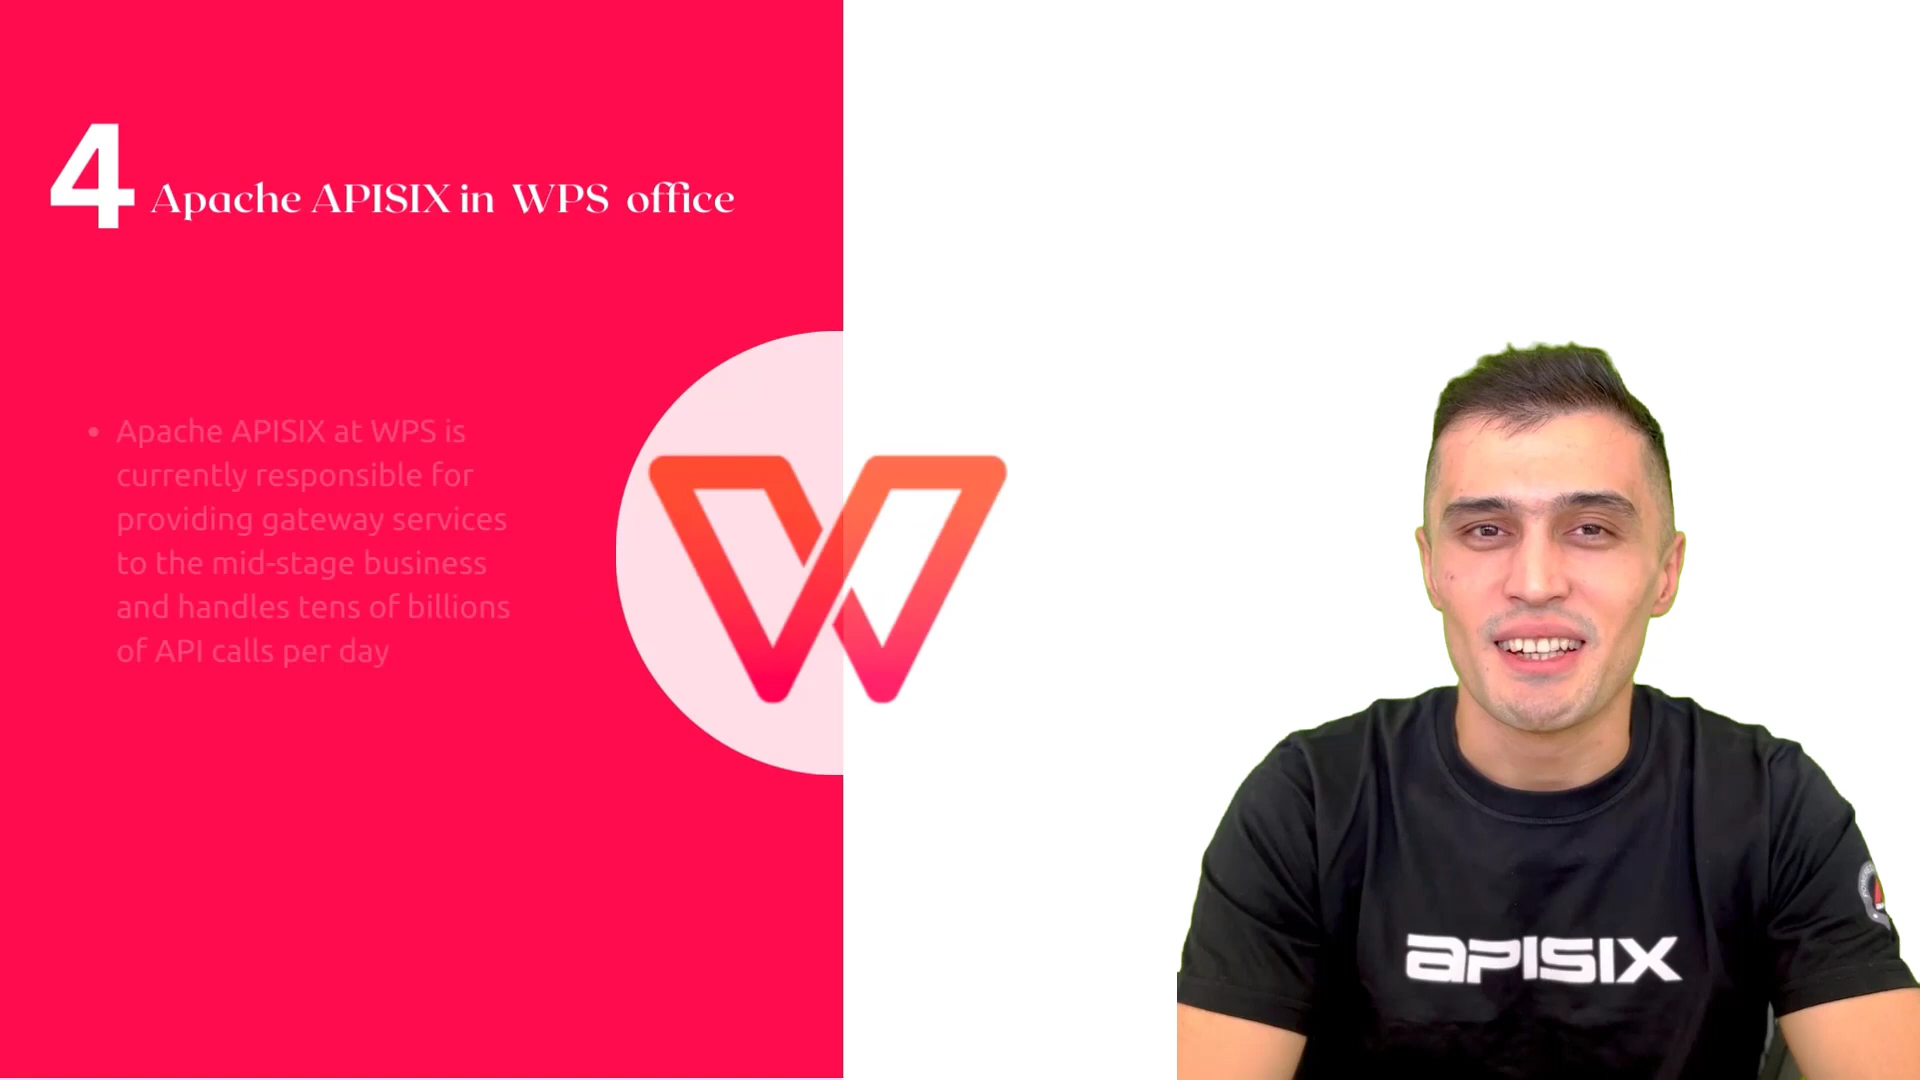 4 Apache APISIX in WPS office
• Apache APISIX at WPS is
currently responsible for
providing gateway services
to the mid-stage business
and handles tens of billions
of API calls per day
APISIX